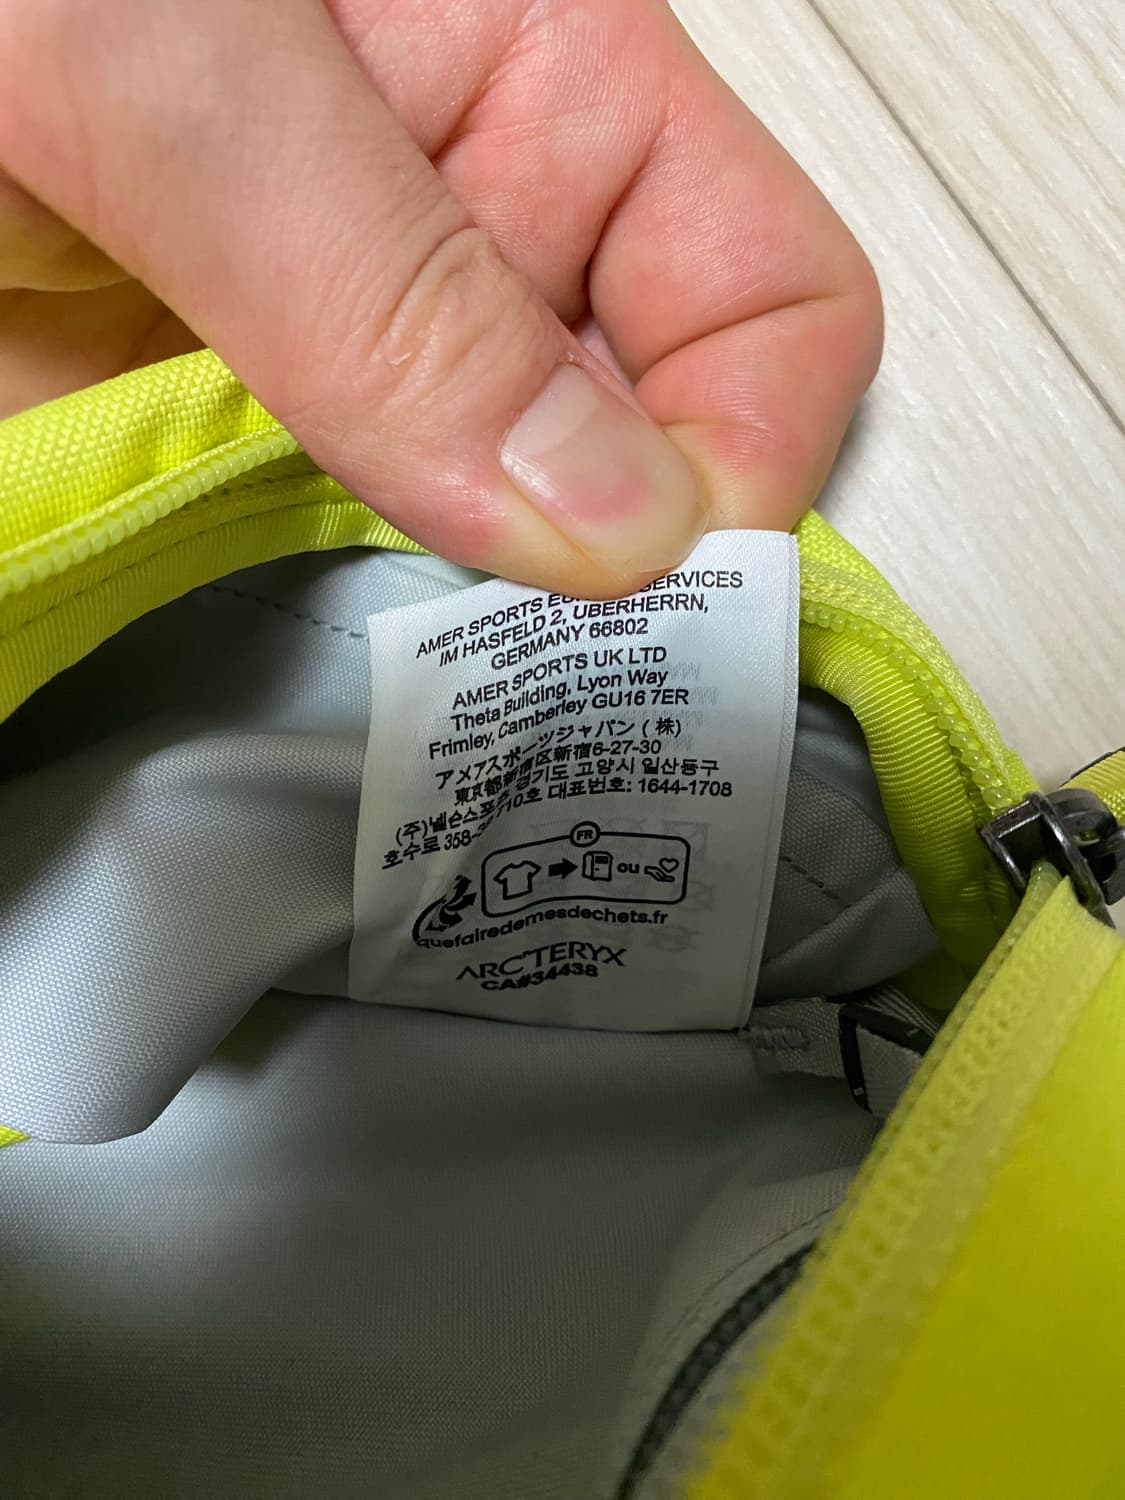 AMER SPORTS SERVICES
IM HASFELD 2, ÜBERHERRN,
GERMANY 66802
AMER SPORTS UK LTD
Theta Building, Lyon Way
Frimley, Camberley GU16 7ER
アメアスポーツジャパン (株)
東京都新宿区新宿6-27-30
(주)넬슨스포츠 경기도 고양시 일산동구
호수로 358- 710호 대표번호: 1644-1708
FR
ou
quefairedemesdechets.fr
ARC'TERYX
CA#34438